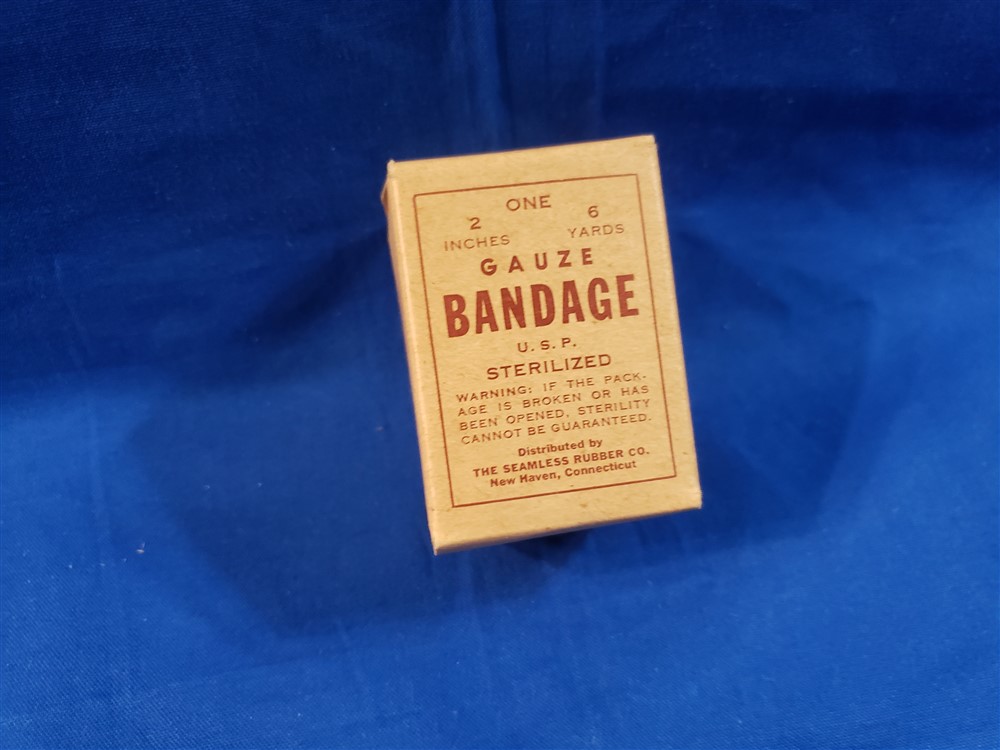 ONE
2 6
INCHES YARDS
GAUZE
BANDAGE
U. S. P.
STERILIZED
WARNING: IF THE PACK-
AGE IS BROKEN OR HAS
BEEN OPENED, STERILITY
CANNOT BE GUARANTEED.
Distributed by
THE SEAMLESS RUBBER CO.
New Haven, Connecticut